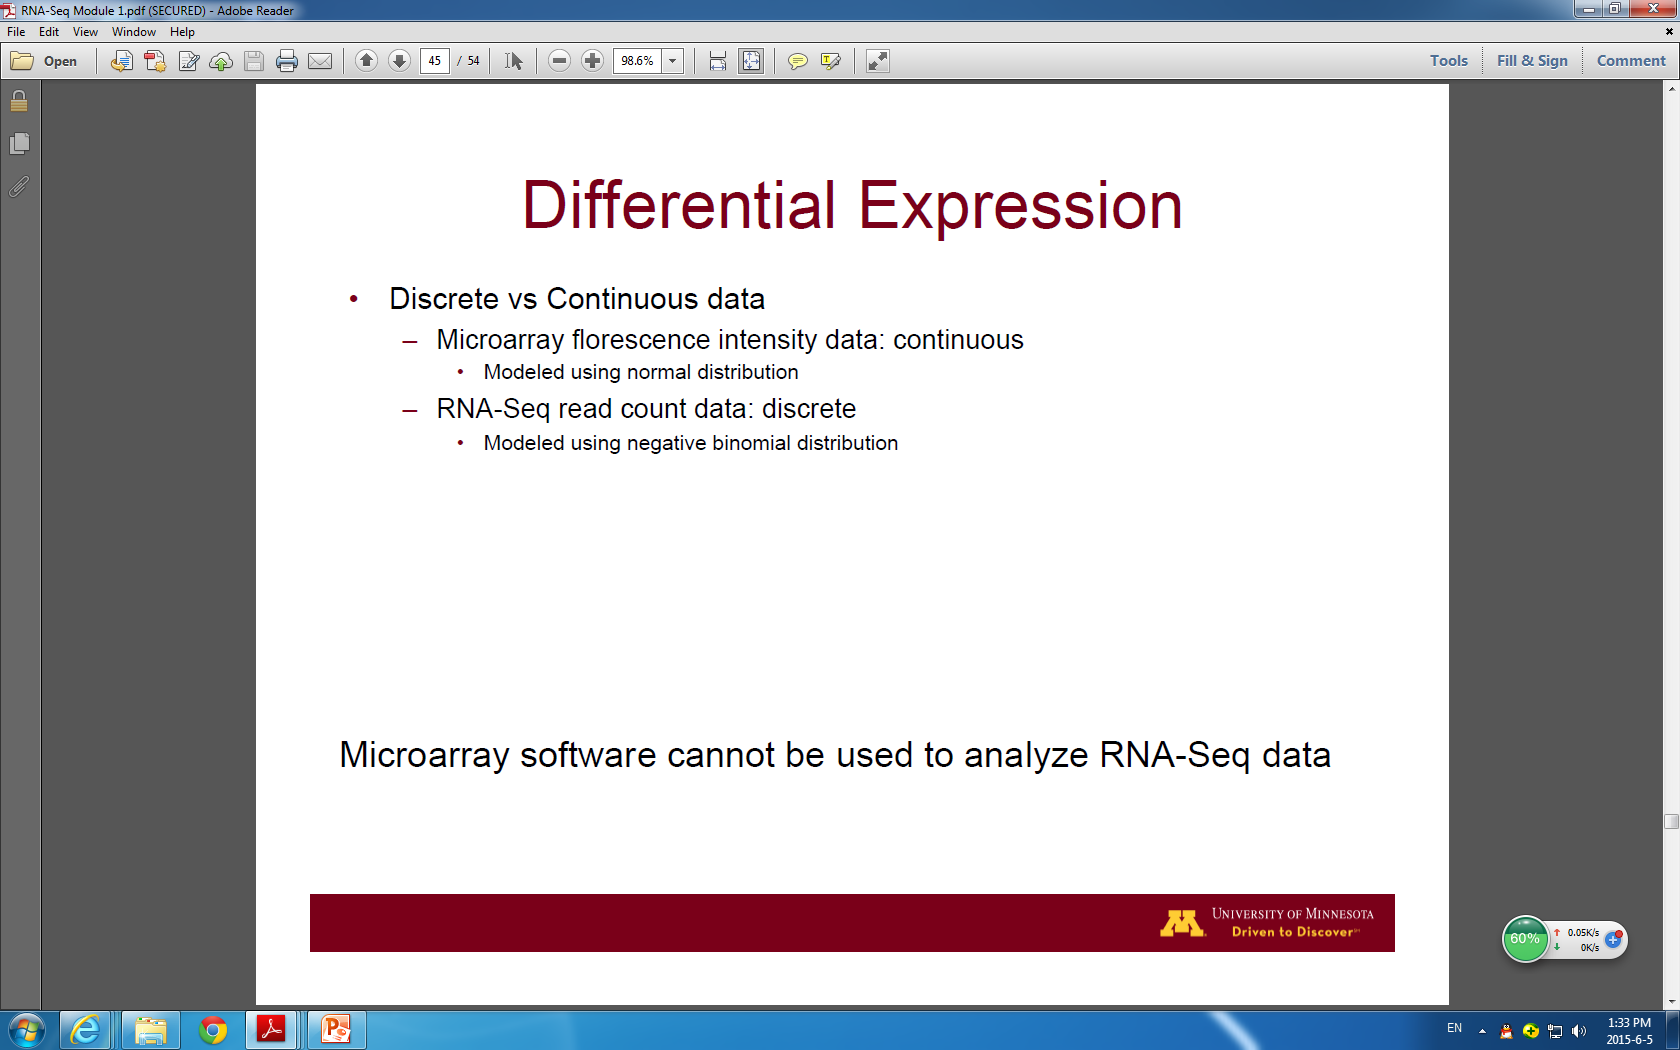 RNA-Seq Module 1.pdf (SECURED) - Adobe Reader
File Edit View Window Help
Open 45 / 54 98.6% Tools Fill & Sign Comment
Differential Expression
• Discrete vs Continuous data
– Microarray florescence intensity data: continuous
• Modeled using normal distribution
– RNA-Seq read count data: discrete
• Modeled using negative binomial distribution
Microarray software cannot be used to analyze RNA-Seq data
UNIVERSITY OF MINNESOTA
Driven to Discover℠
60% 0.05K/s
0K/s
EN 1:33 PM
2015-6-5